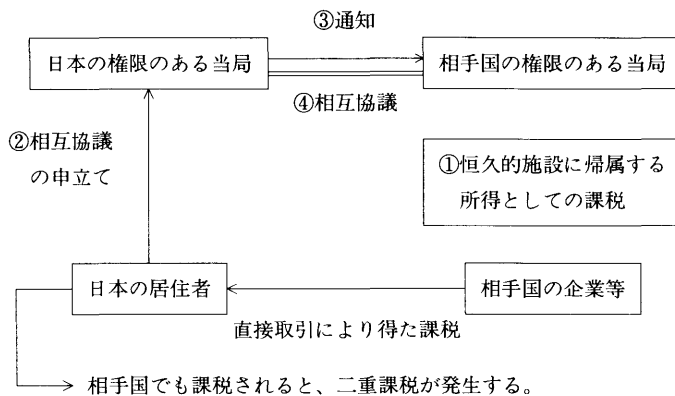 ③通知
日本の権限のある当局
相手国の権限のある当局
④相互協議
②相互協議
の申立て
①恒久的施設に帰属する
所得としての課税
日本の居住者
相手国の企業等
直接取引により得た課税
相手国でも課税されると、二重課税が発生する。